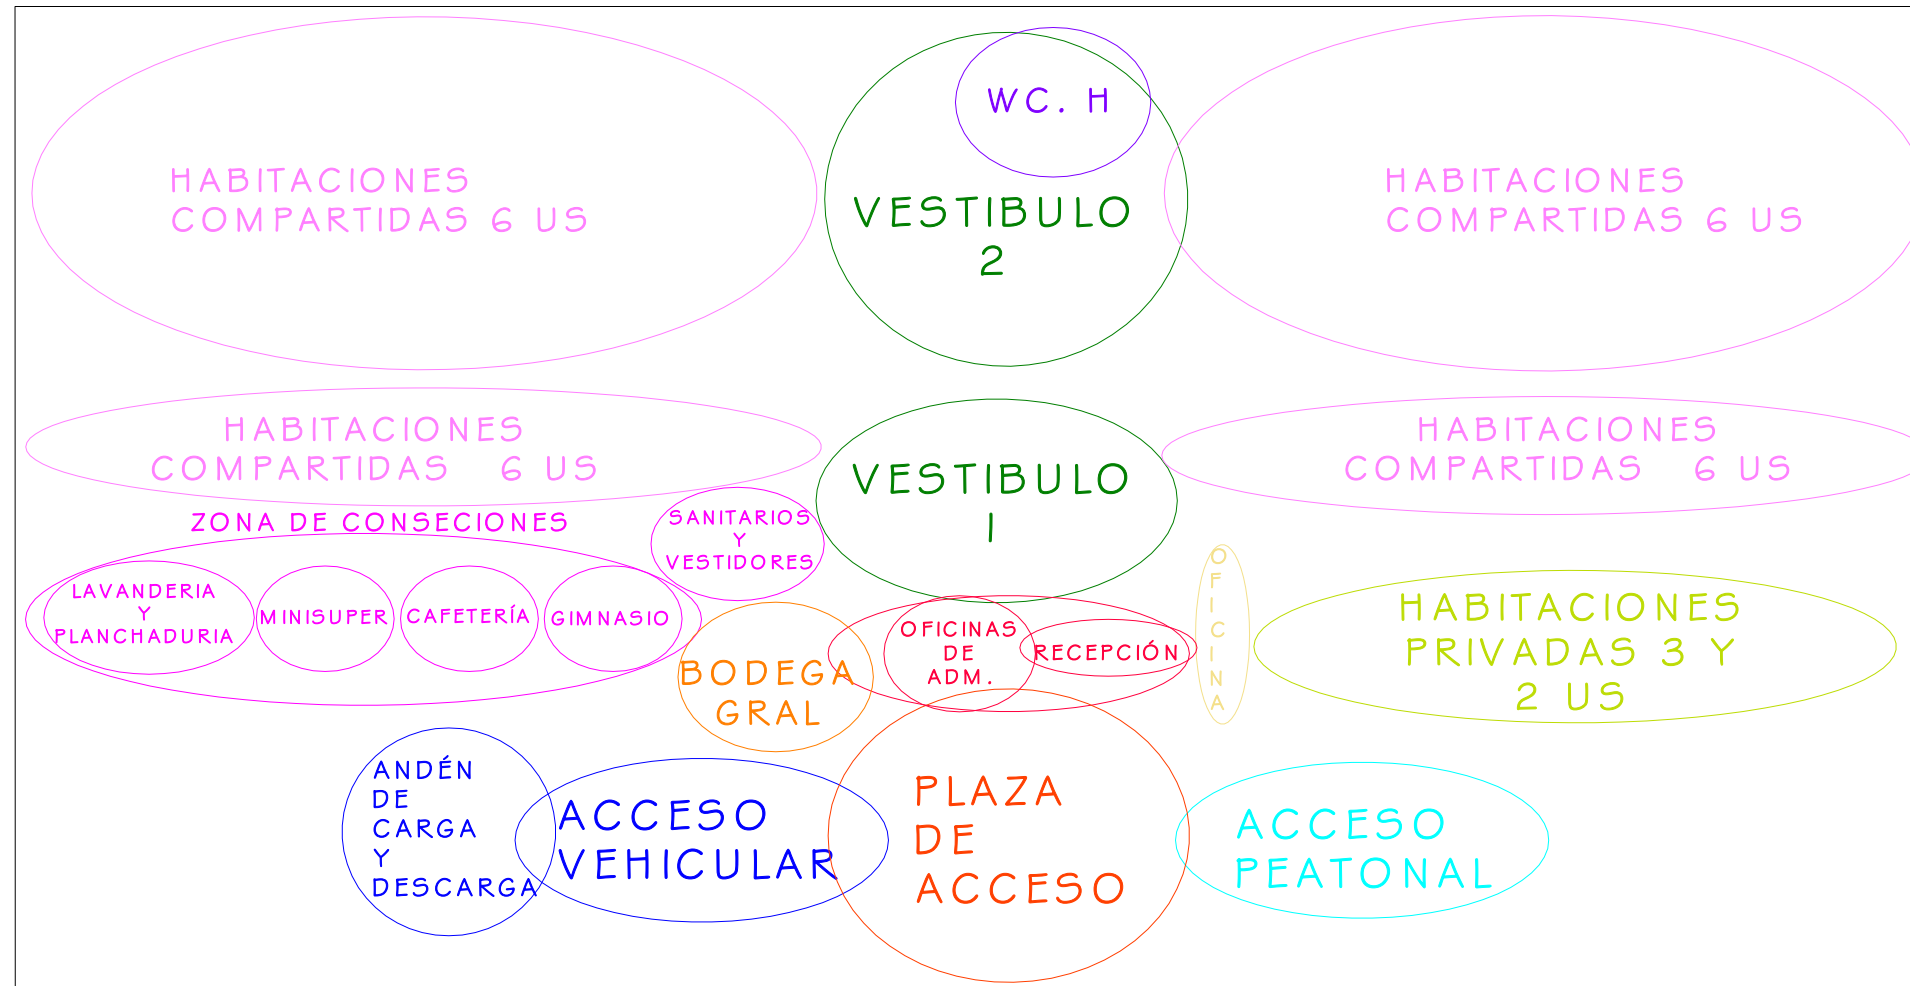 WC. H
HABITACIONES
COMPARTIDAS 6 US
VESTIBULO
2
HABITACIONES
COMPARTIDAS 6 US
HABITACIONES
COMPARTIDAS 6 US
VESTIBULO
1
HABITACIONES
COMPARTIDAS 6 US
ZONA DE CONSECIONES
SANITARIOS
Y
VESTIDORES
LAVANDERIA
Y
PLANCHADURIA
MINISUPER
CAFETERÍA
GIMNASIO
BODEGA
GRAL
OFICINAS
DE
ADM.
RECEPCIÓN
OFICINA
HABITACIONES
PRIVADAS 3 Y
2 US
ANDÉN
DE
CARGA
Y
DESCARGA
ACCESO
VEHICULAR
PLAZA
DE
ACCESO
ACCESO
PEATONAL